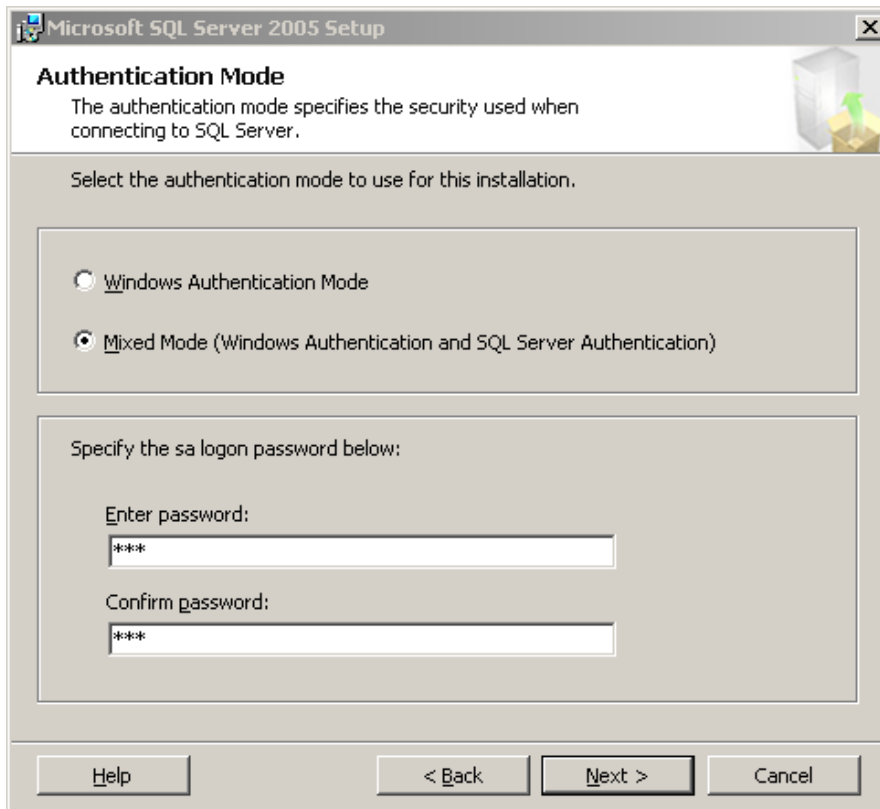 Microsoft SQL Server 2005 Setup
Authentication Mode
The authentication mode specifies the security used when
connecting to SQL Server.
Select the authentication mode to use for this installation.
Windows Authentication Mode
Mixed Mode (Windows Authentication and SQL Server Authentication)
Specify the sa logon password below:
Enter password:
***
Confirm password:
***
Help
< Back
Next >
Cancel